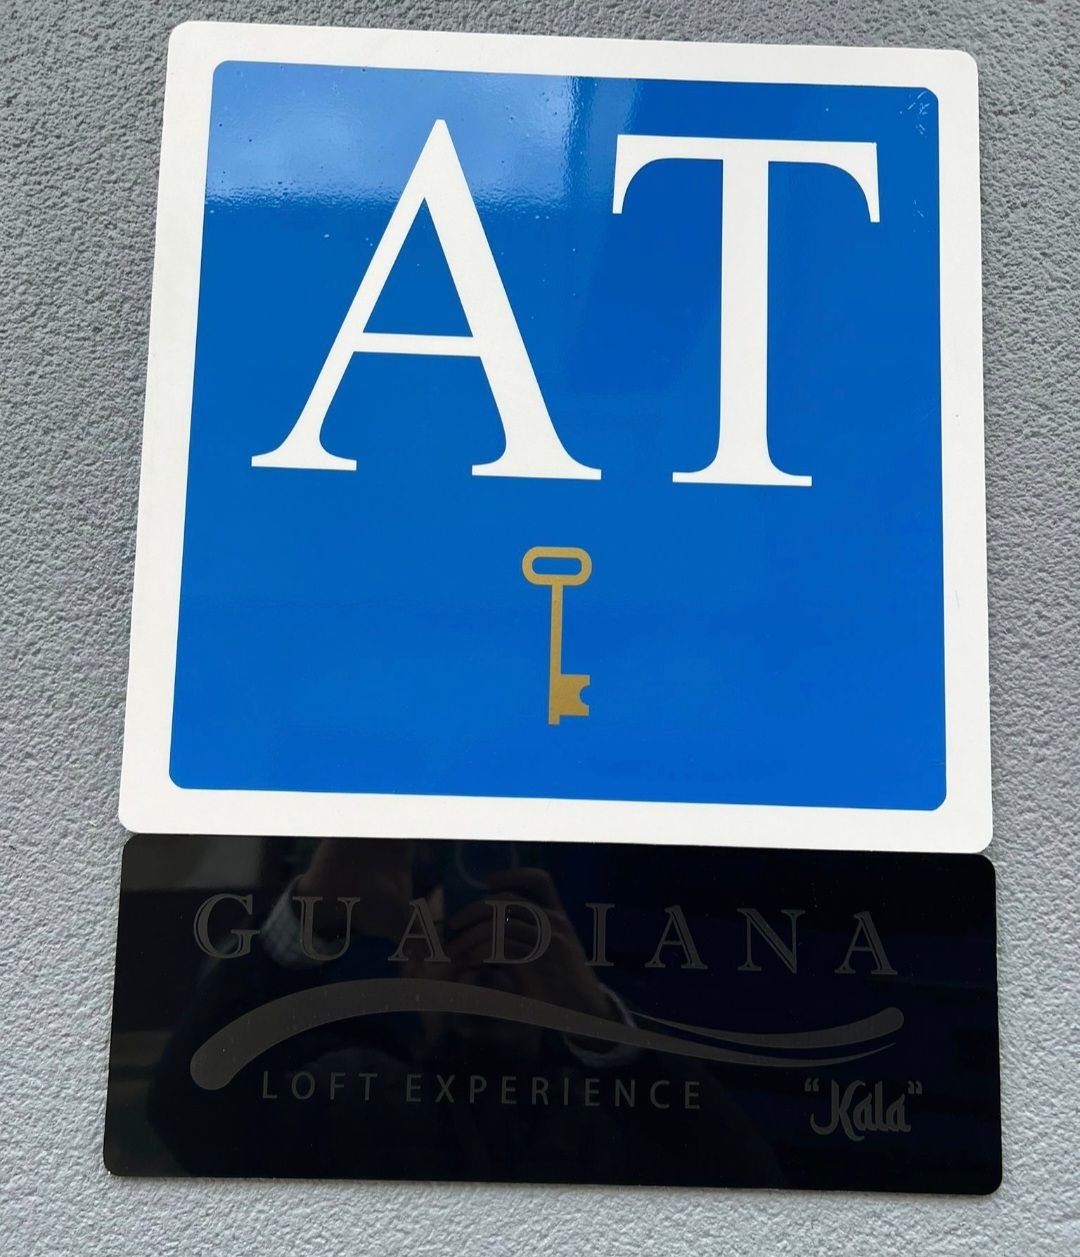 AT
GUADIANA
LOFT EXPERIENCE
"Kala"